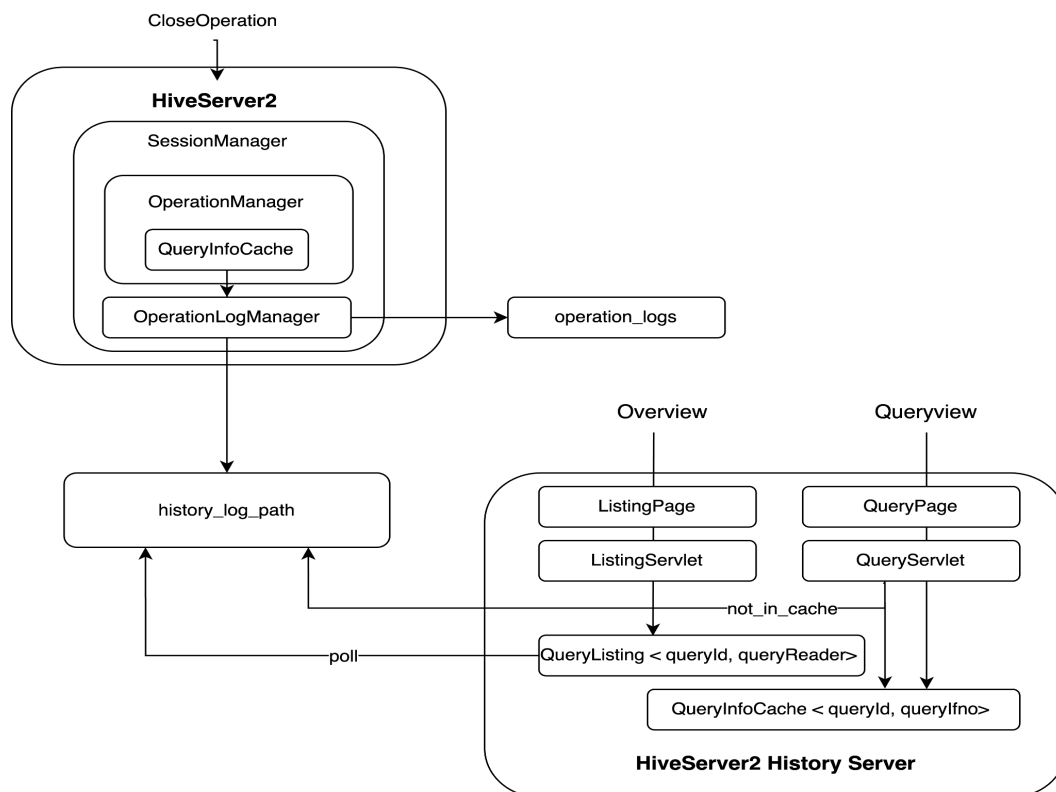 CloseOperation
HiveServer2
SessionManager
OperationManager
QueryInfoCache
OperationLogManager
operation_logs
Overview
Queryview
history_log_path
ListingPage
QueryPage
ListingServlet
QueryServlet
not_in_cache
poll
QueryListing < queryId, queryReader>
QueryInfoCache < queryId, queryIfno>
HiveServer2 History Server